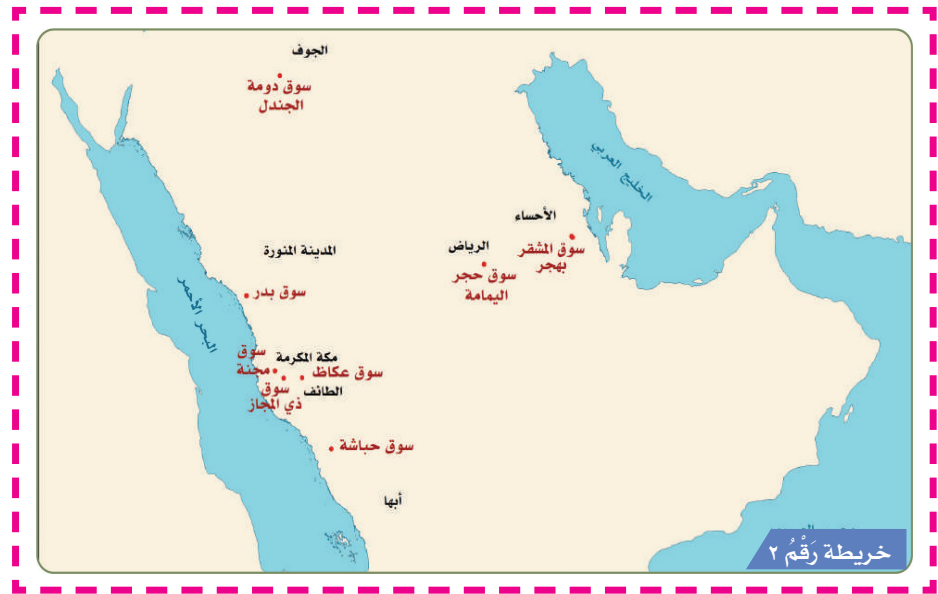 الجوف
سوق دومة
الجندل
الخليج العربي
الأحساء
سوق المشقر
بهجر
الرياض
سوق حجر
اليمامة
المدينة المنورة
سوق بدر
البحر الأحمر
مكة المكرمة
سوق
مجنة
سوق عكاظ
الطائف
سوق
ذي المجاز
سوق حباشة
أبها
خريطة رَقْمُ ٢